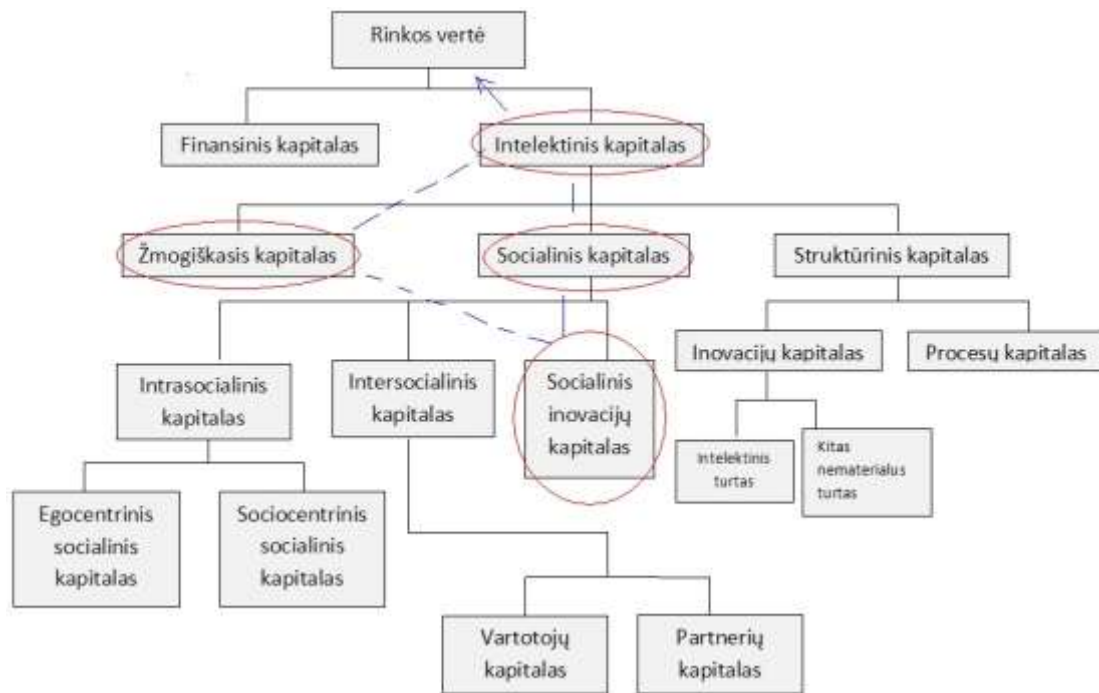 Rinkos vertė
Finansinis kapitalas
Intelektinis kapitalas
Žmogiškasis kapitalas
Socialinis kapitalas
Struktūrinis kapitalas
Inovacijų kapitalas
Procesų kapitalas
Intrasocialinis
kapitalas
Intersocialinis
kapitalas
Socialinis
inovacijų
kapitalas
Intelektinis
turtas
Kitas
nematerialus
turtas
Egocentrinis
socialinis
kapitalas
Sociocentrinis
socialinis
kapitalas
Vartotojų
kapitalas
Partnerių
kapitalas